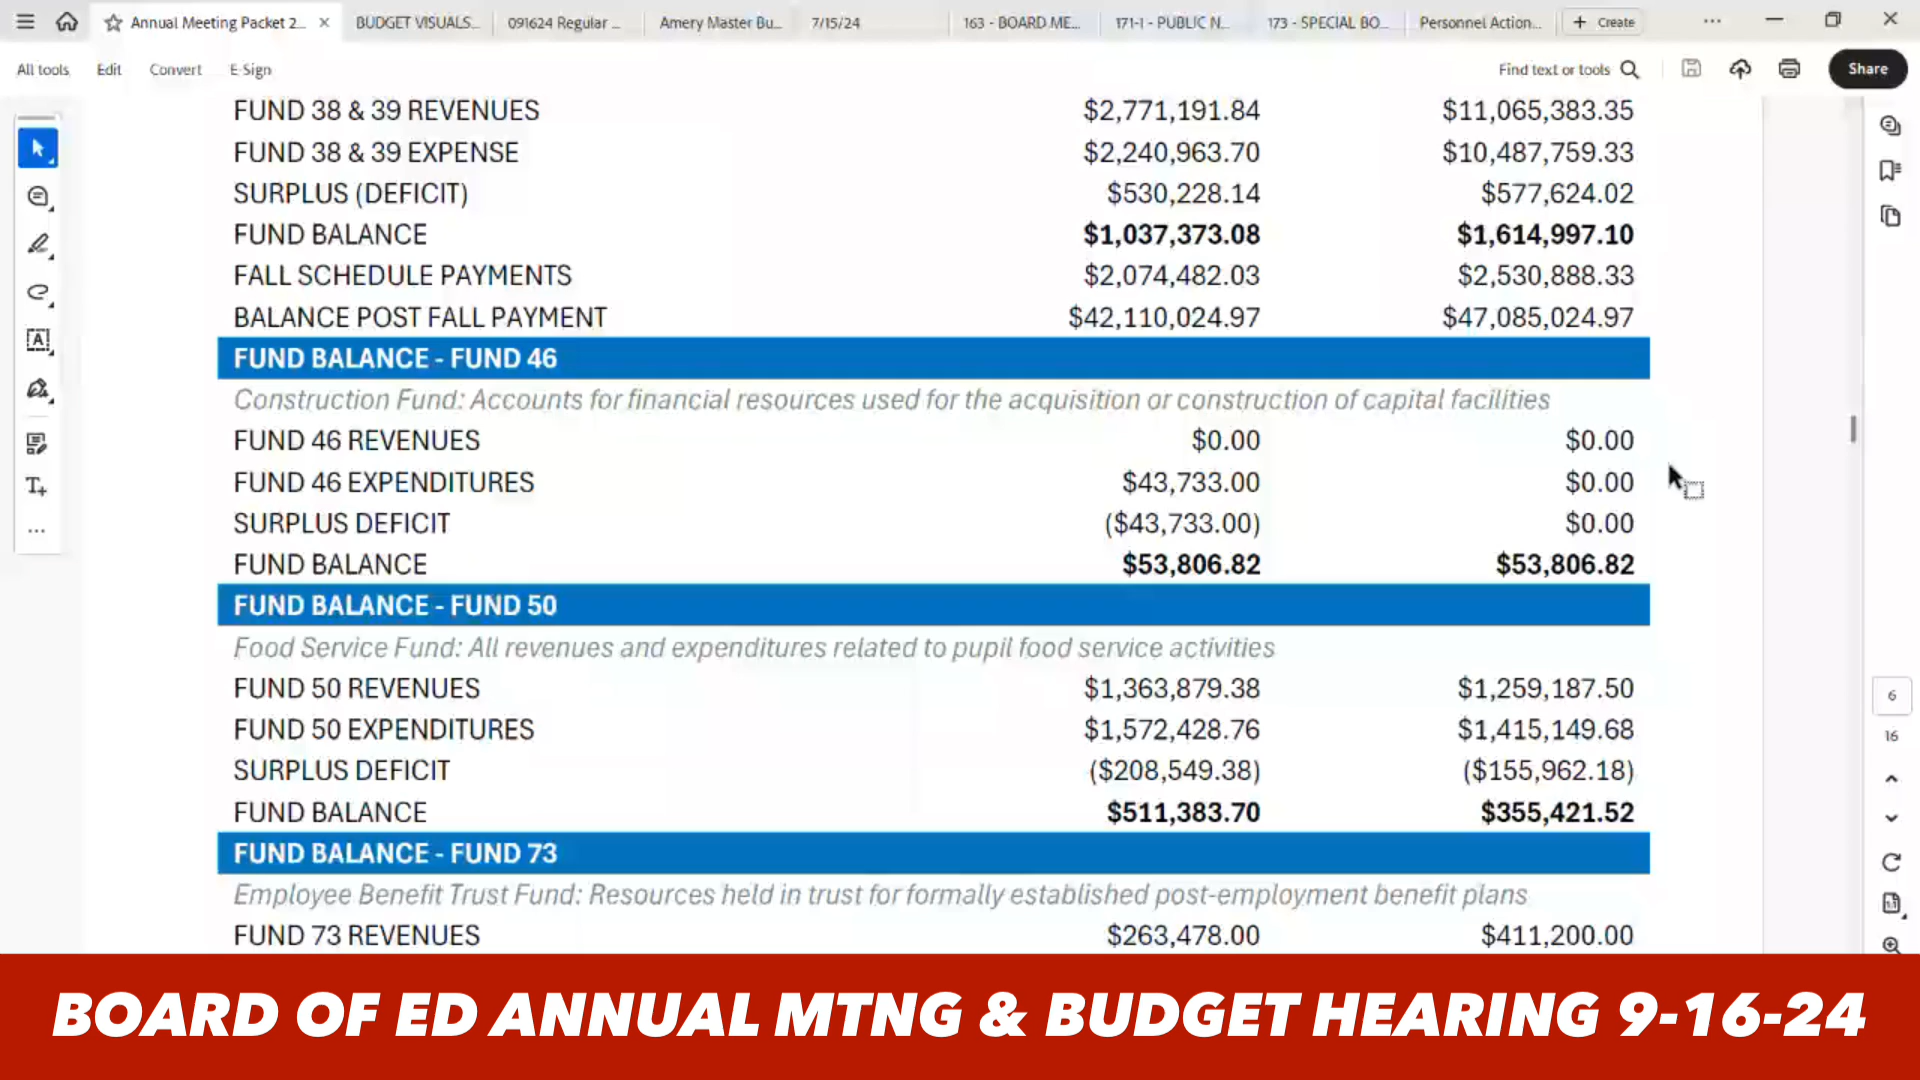 Annual Meeting Packet 2... BUDGET VISUALS... 091624 Regular ... Amery Master Bu... 7/15/24 163 - BOARD ME... 171-1 - PUBLIC N... 173 - SPECIAL BO... Personnel Action... Create
All tools Edit Convert E-Sign Find text or tools Share
FUND 38 & 39 REVENUES $2,771,191.84 $11,065,383.35
FUND 38 & 39 EXPENSE $2,240,963.70 $10,487,759.33
SURPLUS (DEFICIT) $530,228.14 $577,624.02
FUND BALANCE $1,037,373.08 $1,614,997.10
FALL SCHEDULE PAYMENTS $2,074,482.03 $2,530,888.33
BALANCE POST FALL PAYMENT $42,110,024.97 $47,085,024.97
FUND BALANCE - FUND 46
Construction Fund: Accounts for financial resources used for the acquisition or construction of capital facilities
FUND 46 REVENUES $0.00 $0.00
FUND 46 EXPENDITURES $43,733.00 $0.00
SURPLUS DEFICIT ($43,733.00) $0.00
FUND BALANCE $53,806.82 $53,806.82
FUND BALANCE - FUND 50
Food Service Fund: All revenues and expenditures related to pupil food service activities
FUND 50 REVENUES $1,363,879.38 $1,259,187.50
FUND 50 EXPENDITURES $1,572,428.76 $1,415,149.68
SURPLUS DEFICIT ($208,549.38) ($155,962.18)
FUND BALANCE $511,383.70 $355,421.52
FUND BALANCE - FUND 73
Employee Benefit Trust Fund: Resources held in trust for formally established post-employment benefit plans
FUND 73 REVENUES $263,478.00 $411,200.00
6
16
BOARD OF ED ANNUAL MTNG & BUDGET HEARING 9-16-24